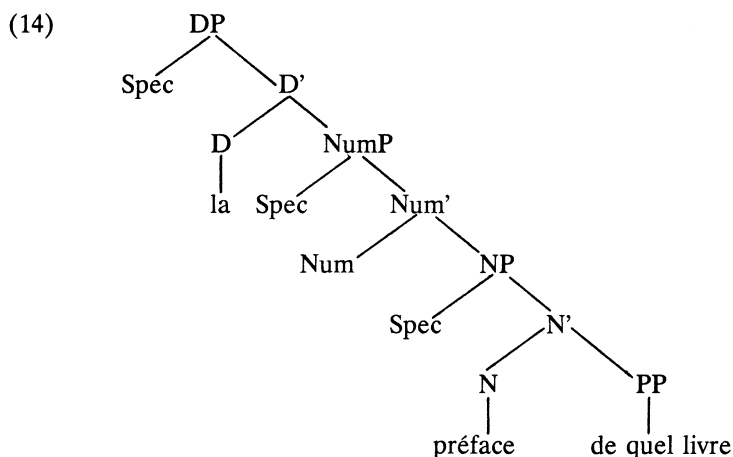 (14) DP
Spec D'
D NumP
la Spec Num'
Num NP
Spec N'
N PP
préface de quel livre